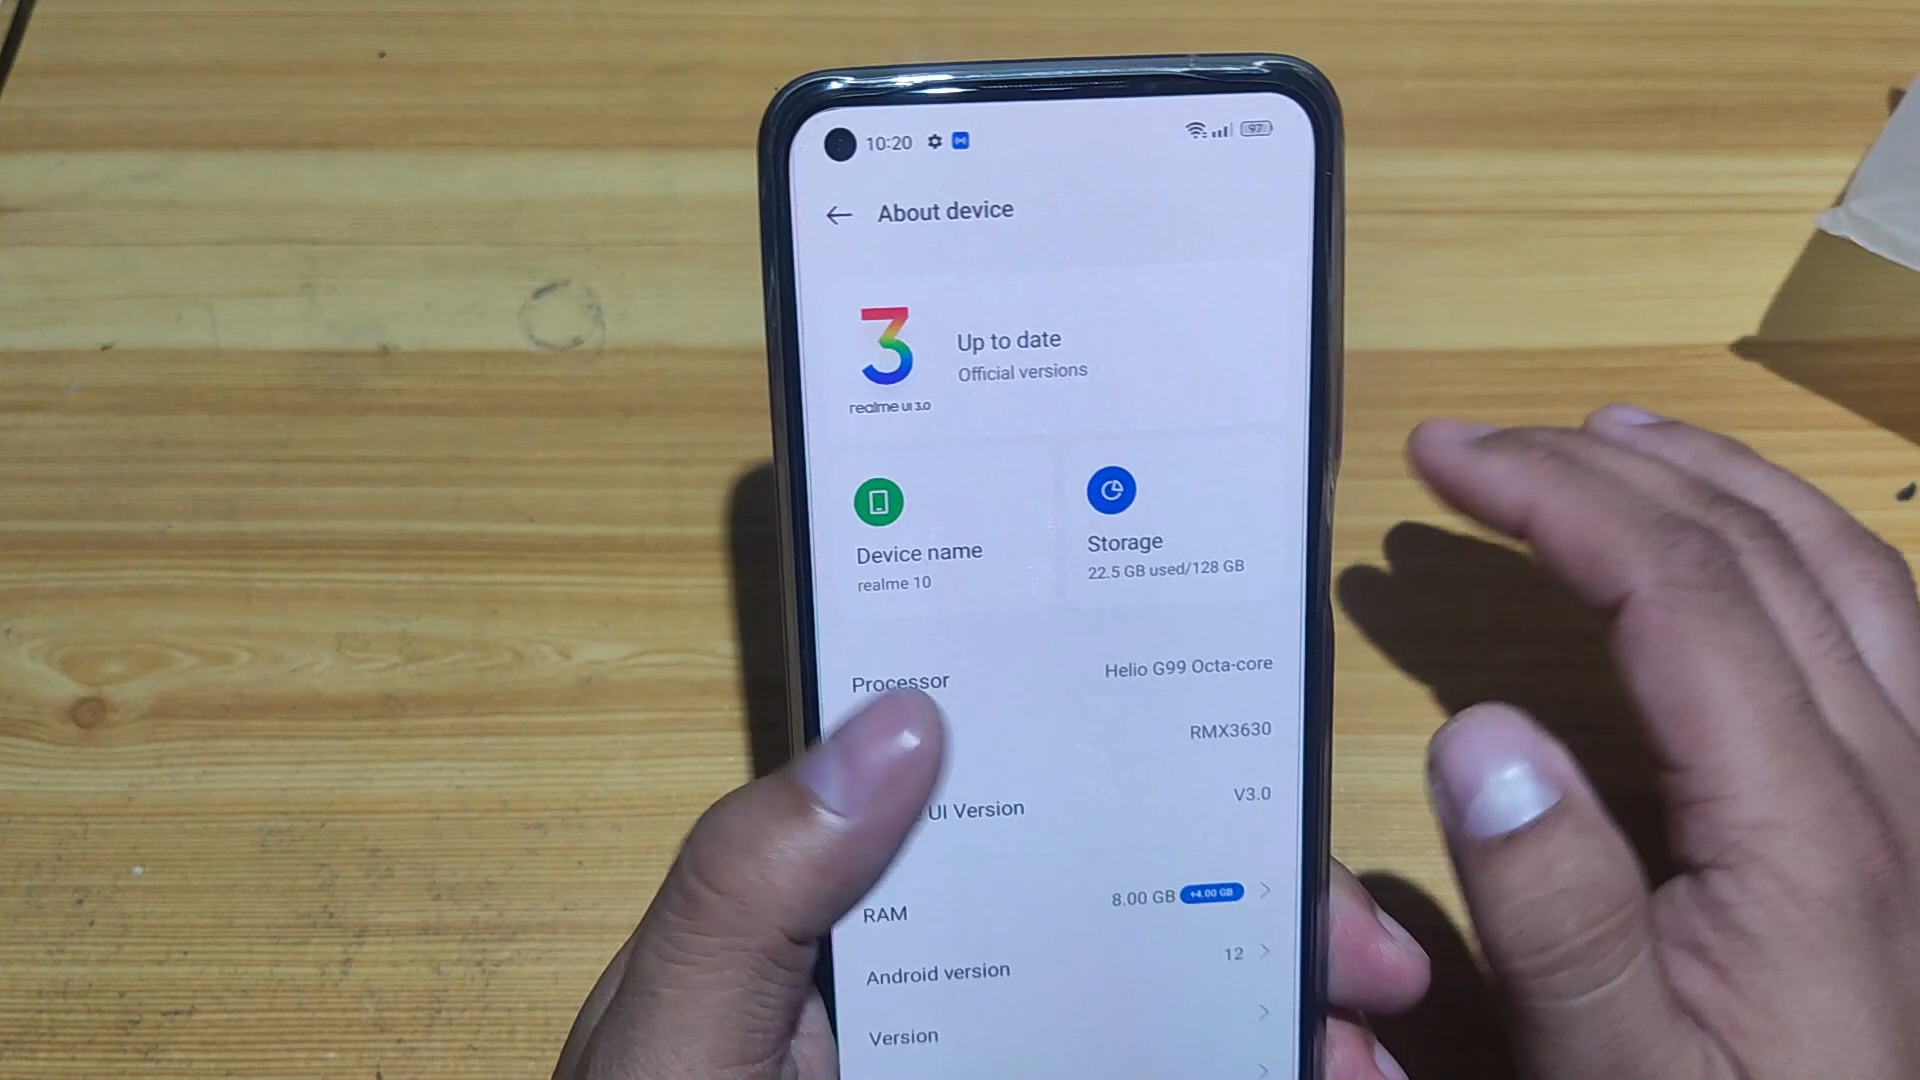 10:20
97
About device
3
realme UI 3.0
Up to date
Official versions
Device name
realme 10
Storage
22.5 GB used/128 GB
Processor
Helio G99 Octa-core
RMX3630
UI Version
V3.0
RAM
8.00 GB +4.00 GB
Android version
12
Version